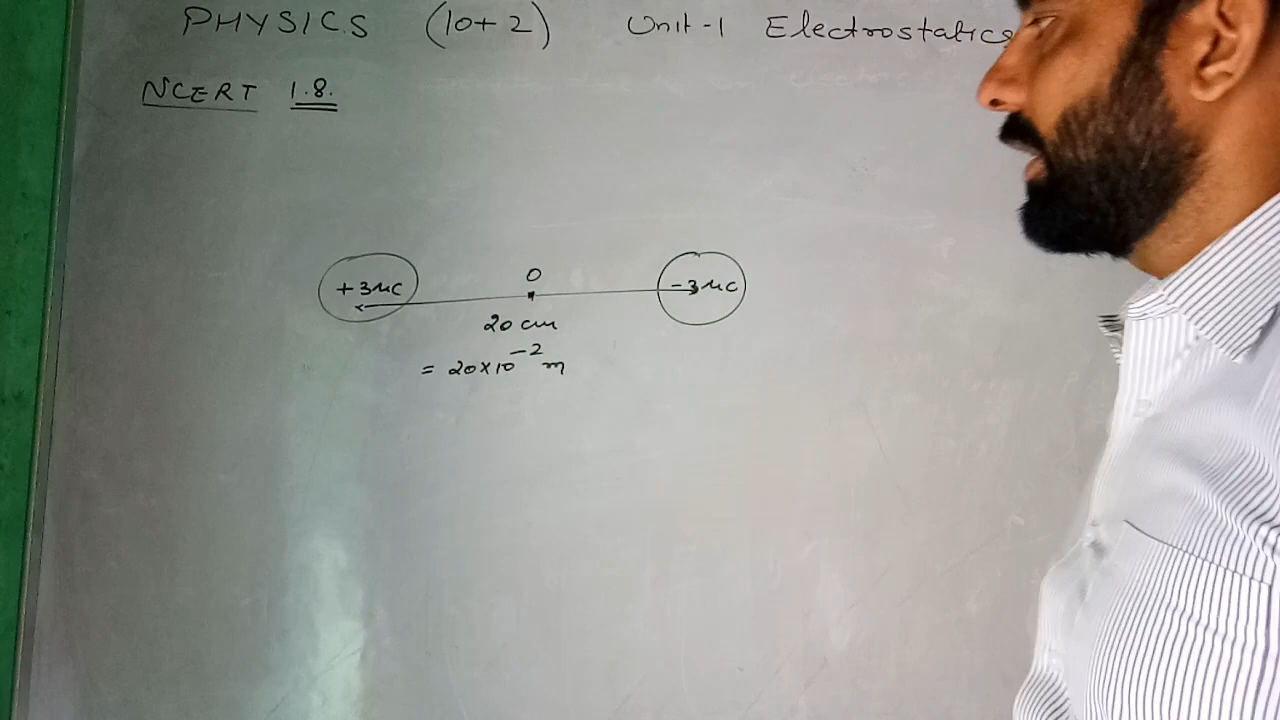 PHYSICS (10+2) Unit-1 Electrostatics
NCERT 1.8.
+3μC O -3μC
20 cm
= 20×10⁻² m